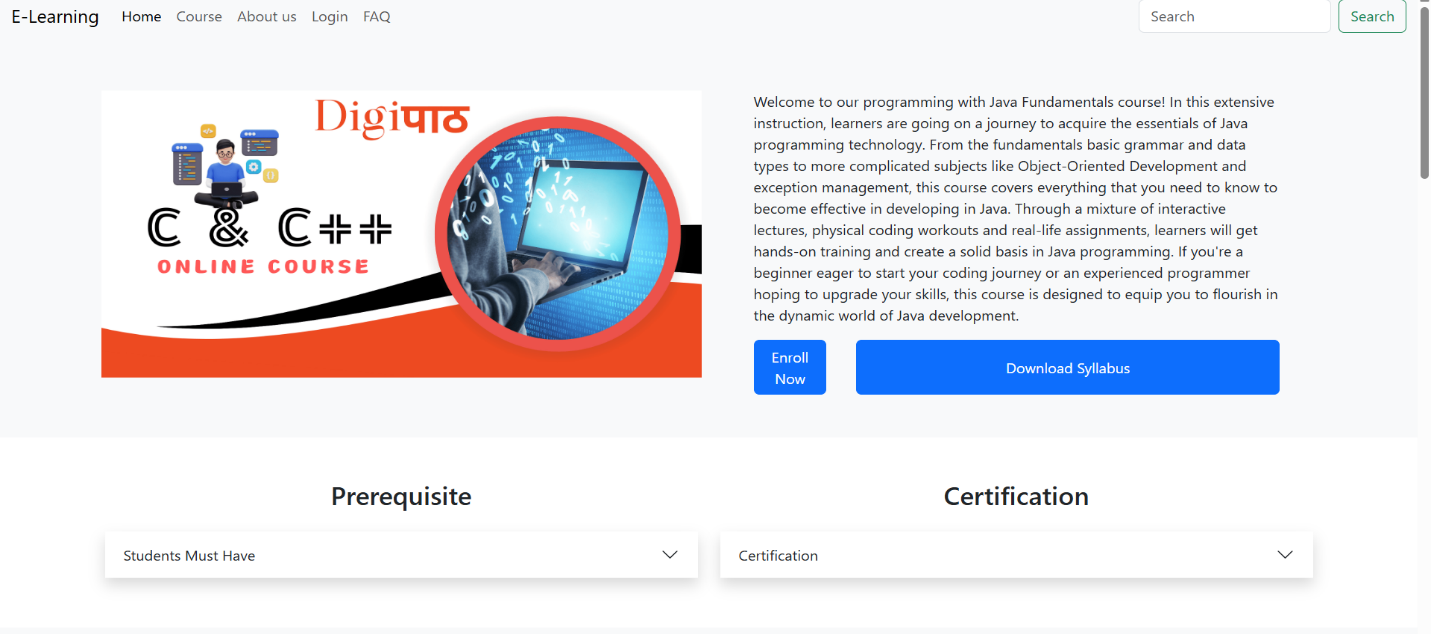 E-Learning Home Course About us Login FAQ Search Search
Digiपाठ
C & C++
ONLINE COURSE
Welcome to our programming with Java Fundamentals course! In this extensive
instruction, learners are going on a journey to acquire the essentials of Java
programming technology. From the fundamentals basic grammar and data
types to more complicated subjects like Object-Oriented Development and
exception management, this course covers everything that you need to know to
become effective in developing in Java. Through a mixture of interactive
lectures, physical coding workouts and real-life assignments, learners will get
hands-on training and create a solid basis in Java programming. If you're a
beginner eager to start your coding journey or an experienced programmer
hoping to upgrade your skills, this course is designed to equip you to flourish in
the dynamic world of Java development.
Enroll
Now
Download Syllabus
Prerequisite
Students Must Have
Certification
Certification